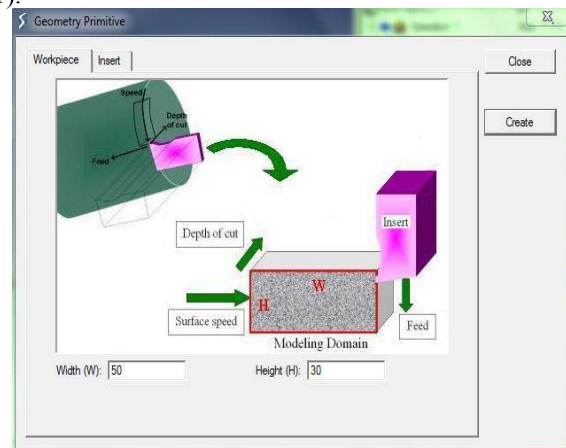 ).
Geometry Primitive
Workpiece Insert
Close
Create
Speed
Depth
of cut
Feed
Insert
Depth of cut
W
H
Surface speed
Feed
Modeling Domain
Width (W): 50 Height (H): 30